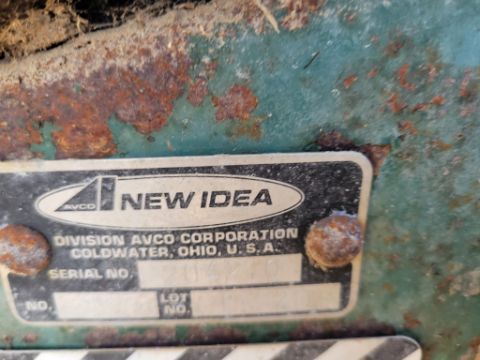 AVCO NEW IDEA
DIVISION AVCO CORPORATION
COLDWATER, OHIO, U.S.A.
SERIAL NO.
NO. LOT NO.